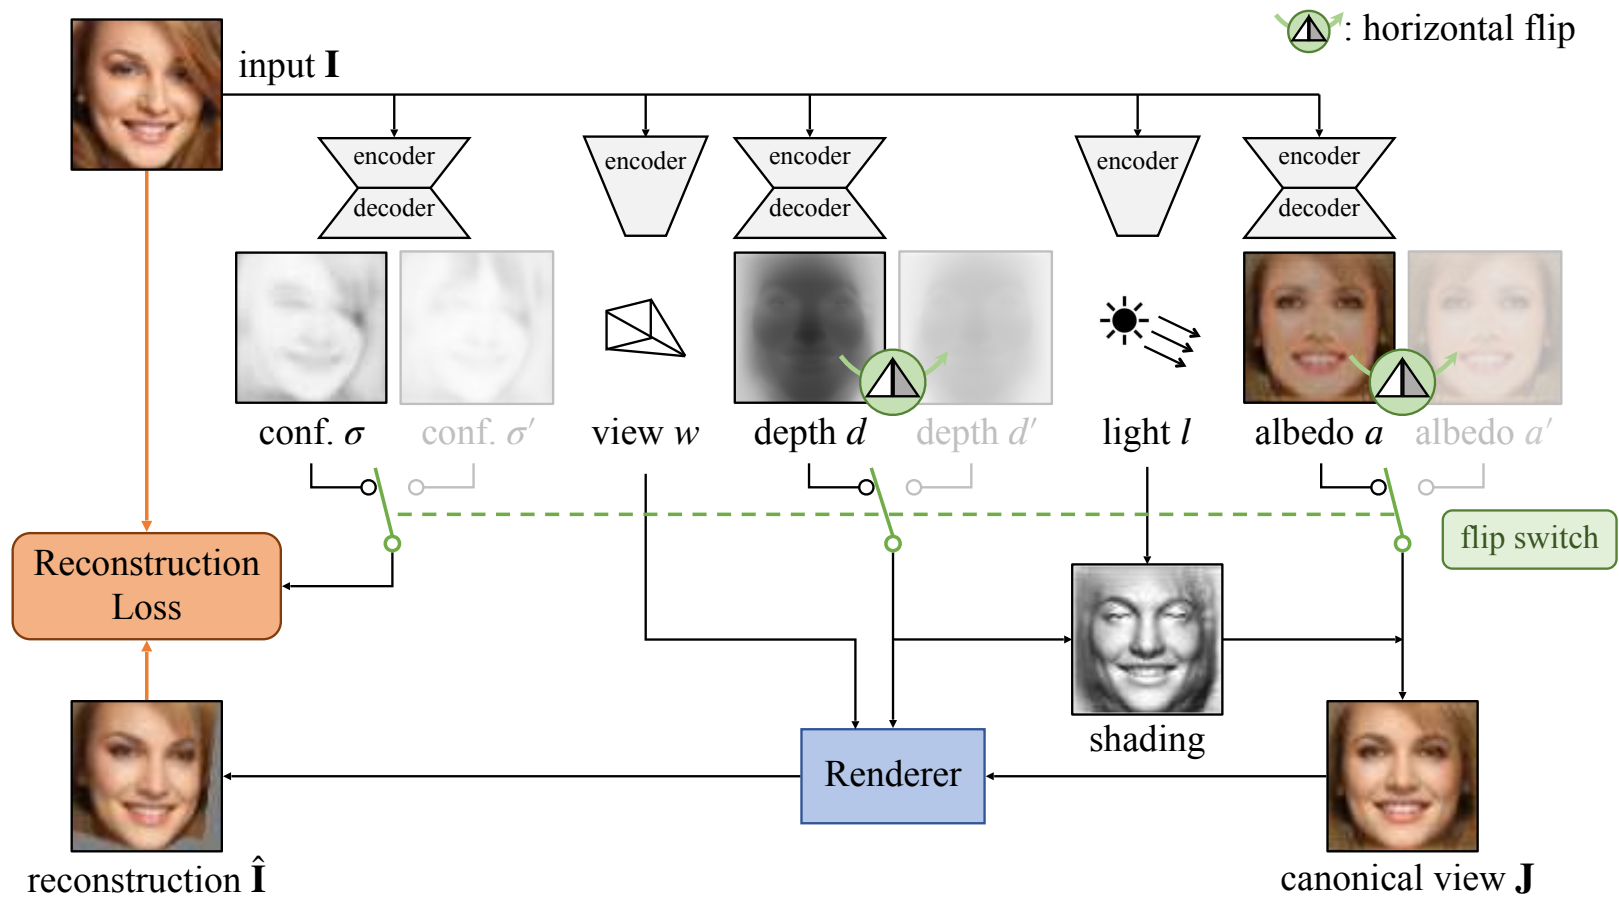 : horizontal flip
input I
encoder
decoder
encoder
encoder
decoder
encoder
encoder
decoder
conf. σ
conf. σ′
view w
depth d
depth d′
light l
albedo a
albedo a′
flip switch
Reconstruction
Loss
shading
Renderer
reconstruction Î
canonical view J